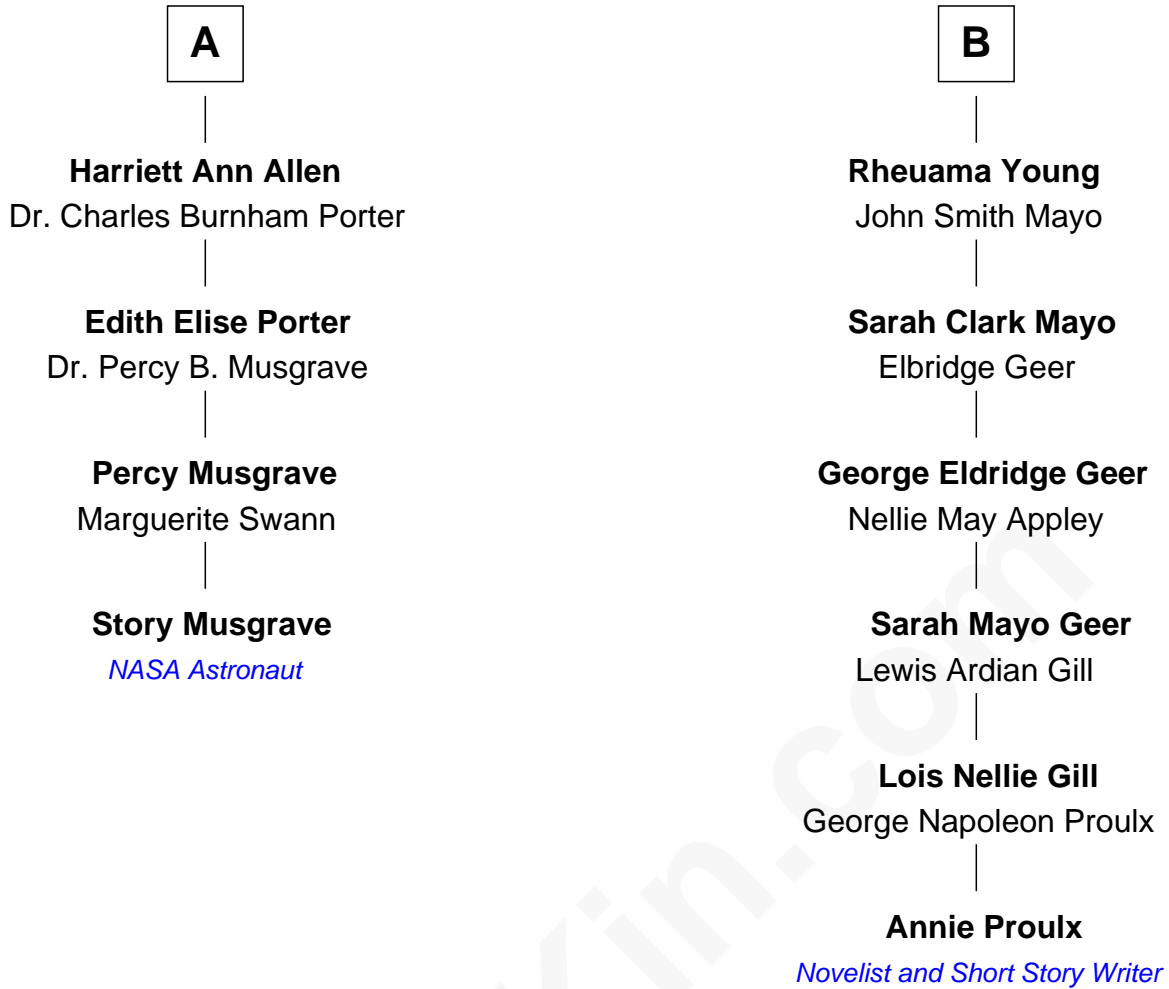 A
Harriett Ann Allen
Dr. Charles Burnham Porter
Edith Elise Porter
Dr. Percy B. Musgrave
Percy Musgrave
Marguerite Swann
Story Musgrave
NASA Astronaut
B
Rheuama Young
John Smith Mayo
Sarah Clark Mayo
Elbridge Geer
George Eldridge Geer
Nellie May Appley
Sarah Mayo Geer
Lewis Ardian Gill
Lois Nellie Gill
George Napoleon Proulx
Annie Proulx
Novelist and Short Story Writer
Kin.com